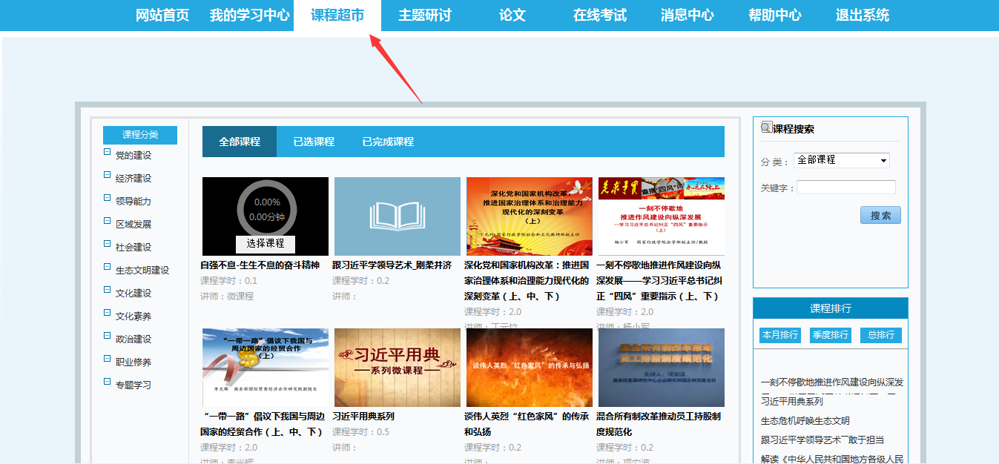 网站首页 我的学习中心 课程超市 主题研讨 论文 在线考试 消息中心 帮助中心 退出系统
课程分类
党的建设
经济建设
领导能力
区域发展
社会建设
生态文明建设
文化建设
文化素养
政治建设
职业修养
专题学习
全部课程 已选课程 已完成课程
0.00%
0.00分钟
选择课程
自强不息-生生不息的奋斗精神
课程学时：0.1
讲师：微课程
跟习近平学领导艺术_刚柔并济
课程学时：0.2
讲师：
深化党和国家机构改革：
推进国家治理体系和治理能力
现代化的深刻变革
（上）
丁元竹 国家行政学院社会和文化教研部副主任
深化党和国家机构改革：推进国
家治理体系和治理能力现代化的
深刻变革（上、中、下）
课程学时：2.0
讲师：丁元竹
一刻不停歇地
推进作风建设向纵深发展
--学习习近平总书记纠正“四风”重要指示
（上）
杨小军 国家行政学院法学部副主任/教授
一刻不停歇地推进作风建设向纵
深发展——学习习近平总书记纠
正“四风”重要指示（上、下）
课程学时：2.0
讲师：杨小军
“一带一路”倡议下我国与
周边国家的经贸合作
（上）
李光辉 商务部国际贸易经济合作研究院副院长
“一带一路”倡议下我国与周边
国家的经贸合作（上、中、下）
课程学时：2.0
讲师：李光辉
习近平用典
系列微课程
习近平用典系列
课程学时：0.5
讲师：
谈伟人英烈“红色家风”的传承与弘扬
谈伟人英烈“红色家风”的传承
和弘扬
课程学时：0.2
讲师：
混合所有制改革推动
员工持股制度规范化
主讲人：项安波
国务院发展研究中心企业研究所国企研究室主任
混合所有制改革推动员工持股制
度规范化
课程学时：0.2
讲师：项安波
课程搜索
分 类： 全部课程
关键字：
搜 索
课程排行
本月排行 季度排行 总排行
一刻不停歇地推进作风建设向纵深发
习近平用典系列
生态危机呼唤生态文明
跟习近平学领导艺术_敢于担当
解读《中华人民共和国地方各级人民